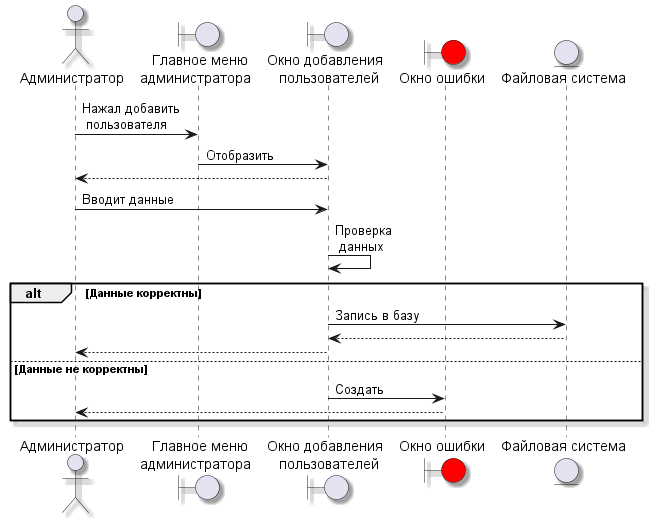 Администратор
Главное меню
администратора
Окно добавления
пользователей
Окно ошибки
Файловая система
Нажал добавить
пользователя
Отобразить
Вводит данные
Проверка
данных
alt
[Данные корректны]
Запись в базу
[Данные не корректны]
Создать
Администратор
Главное меню
администратора
Окно добавления
пользователей
Окно ошибки
Файловая система